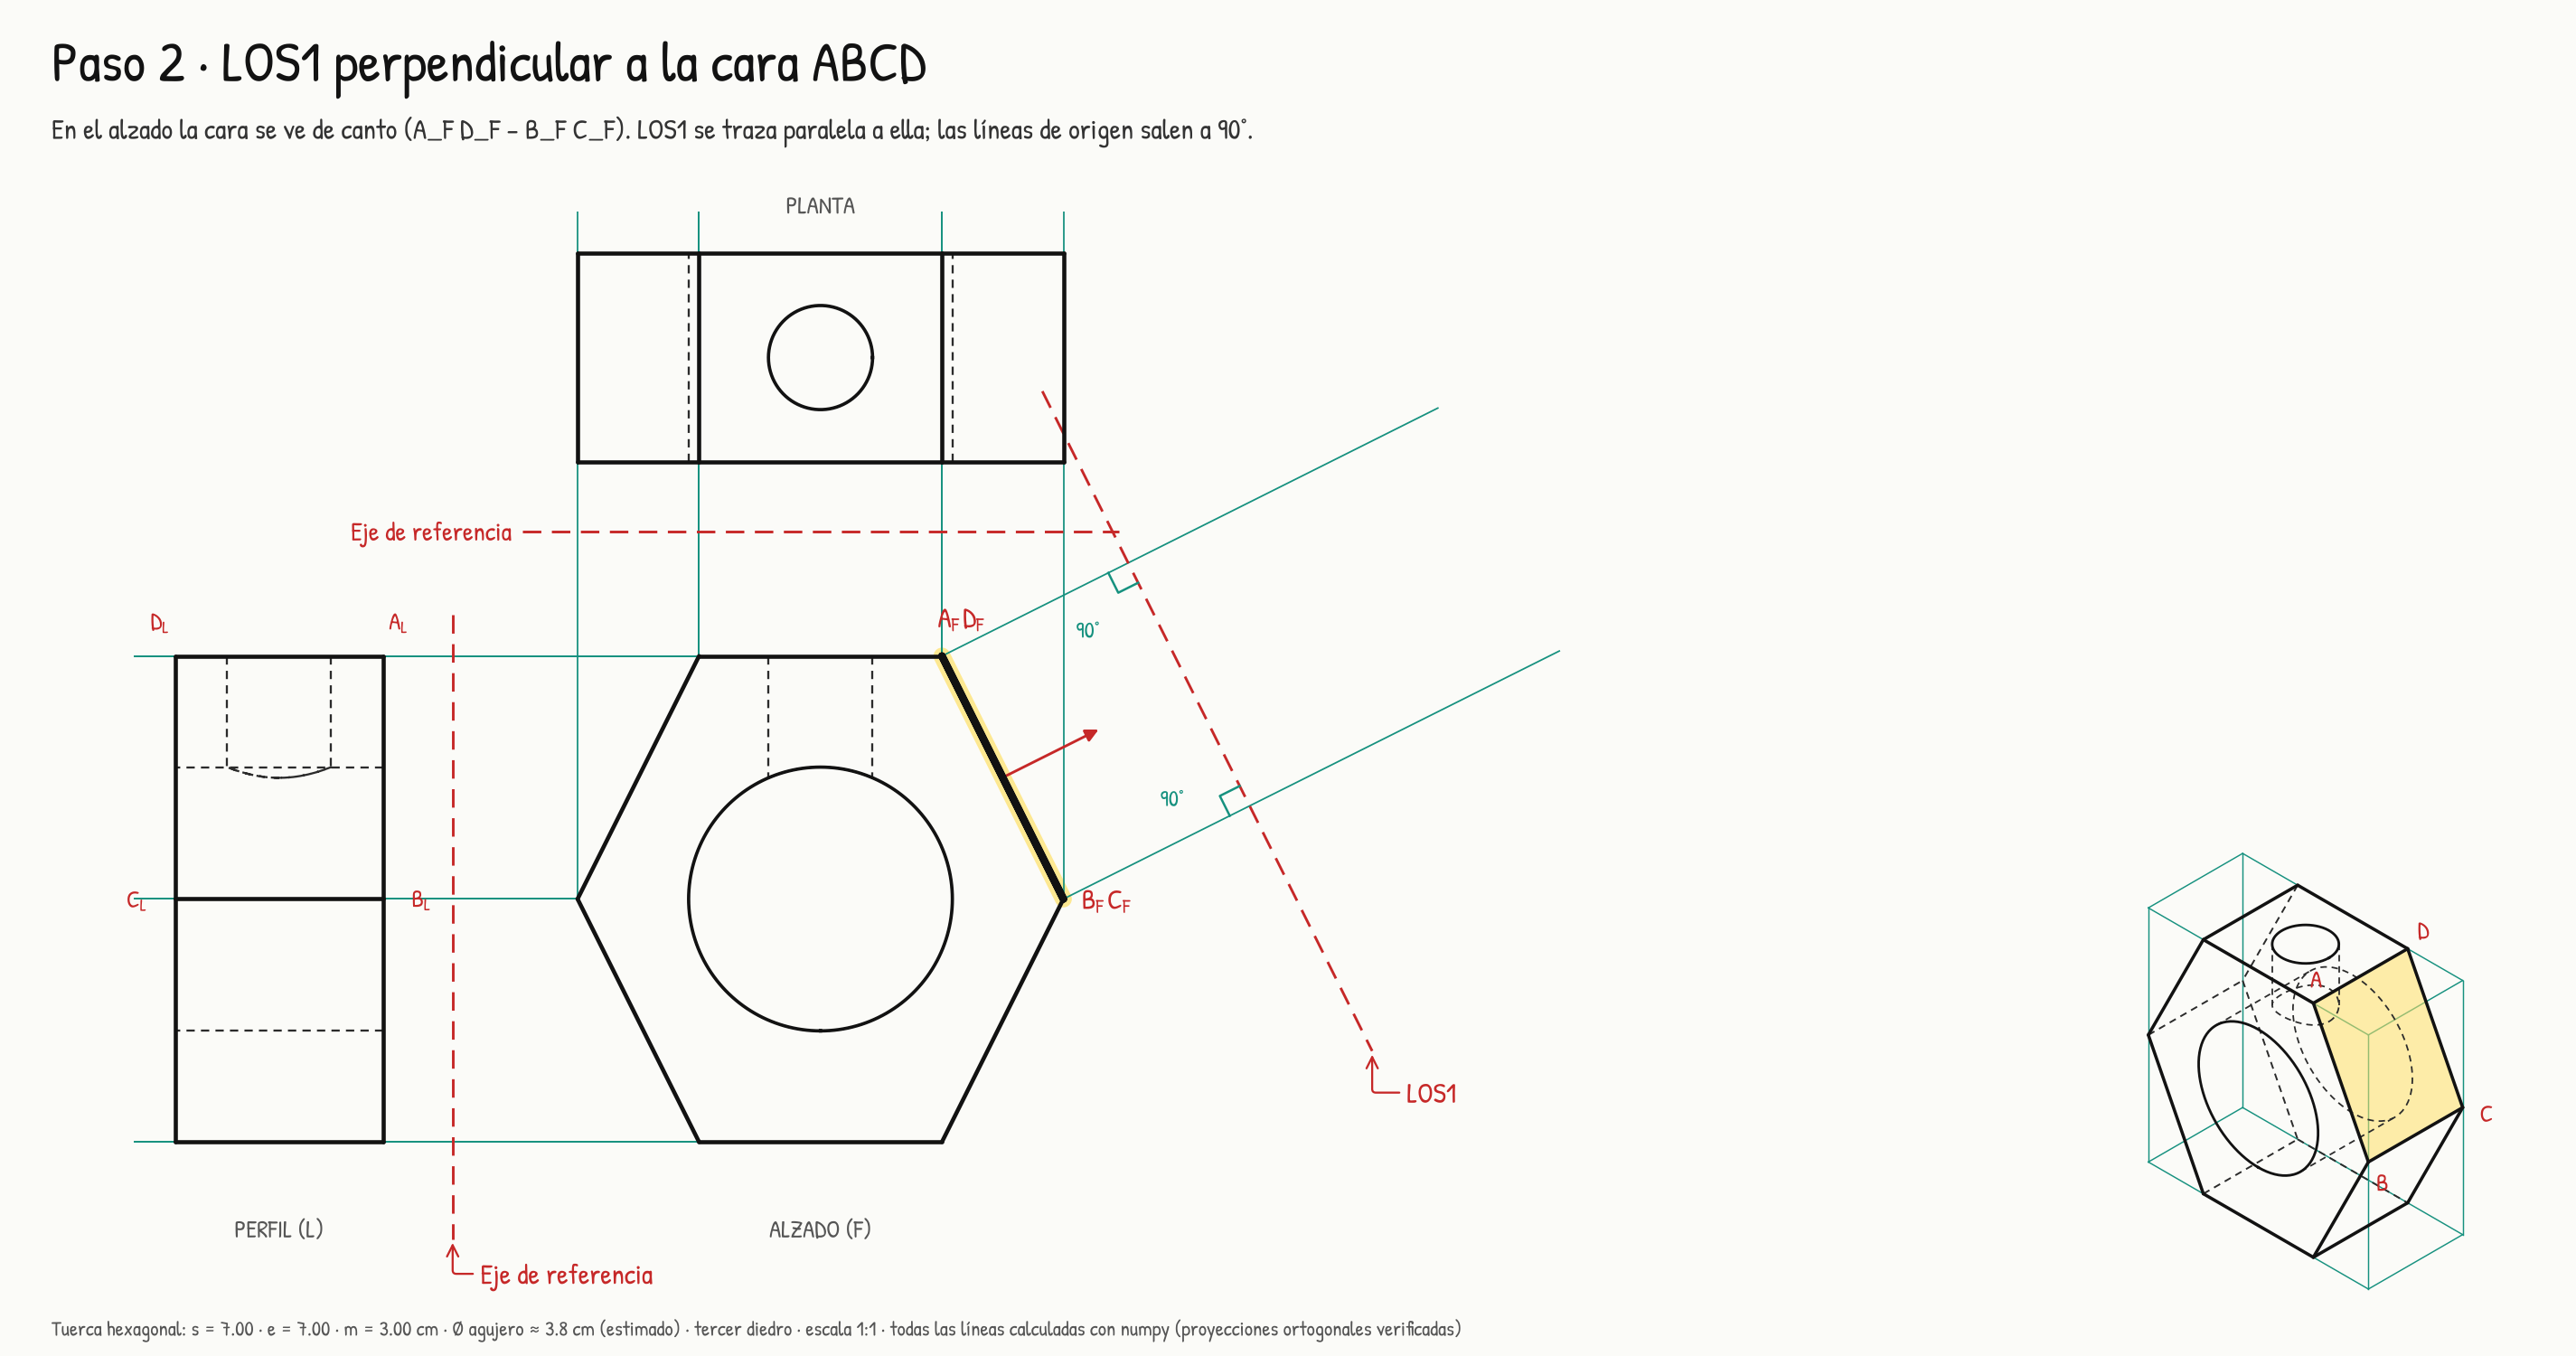 Paso 2 · LOS1 perpendicular a la cara ABCD
En el alzado la cara se ve de canto (A_F D_F – B_F C_F). LOS1 se traza paralela a ella; las líneas de origen salen a 90°.
PLANTA
Eje de referencia
D_L
A_L
A_F D_F
90°
90°
C_L
B_L
B_F C_F
D
A
C
B
LOS1
PERFIL (L)
ALZADO (F)
Eje de referencia
Tuerca hexagonal: s = 7.00 · e = 7.00 · m = 3.00 cm · Ø agujero ≈ 3.8 cm (estimado) · tercer diedro · escala 1:1 · todas las líneas calculadas con numpy (proyecciones ortogonales verificadas)